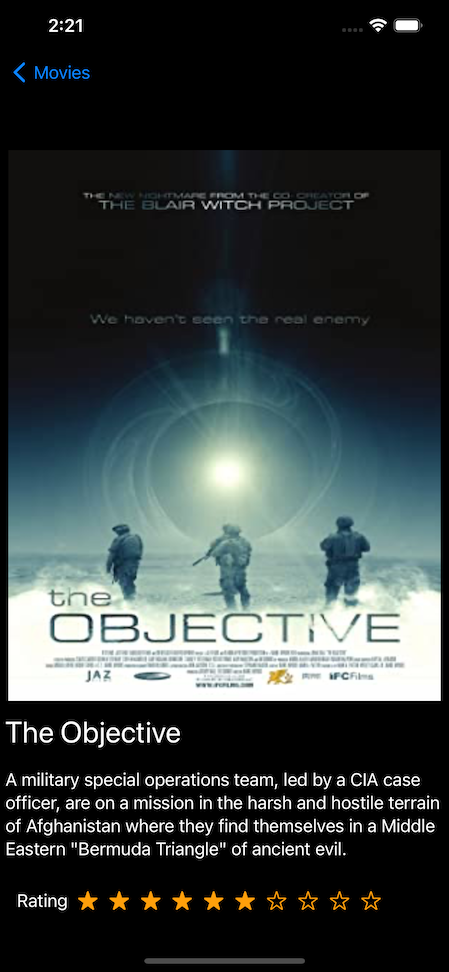 2:21
Movies
THE NEW NIGHTMARE FROM THE CO-CREATOR OF
THE BLAIR WITCH PROJECT
We haven't seen the real enemy
the
OBJECTIVE
JAZ
IFC Films
WWW.IFCFILMS.COM
The Objective
A military special operations team, led by a CIA case
officer, are on a mission in the harsh and hostile terrain
of Afghanistan where they find themselves in a Middle
Eastern "Bermuda Triangle" of ancient evil.
Rating